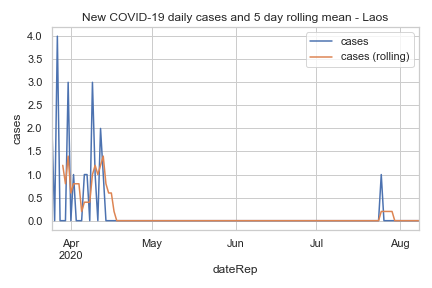 New COVID-19 daily cases and 5 day rolling mean - Laos
cases
cases (rolling)
cases
4.0
3.5
3.0
2.5
2.0
1.5
1.0
0.5
0.0
Apr
2020
May
Jun
Jul
Aug
dateRep